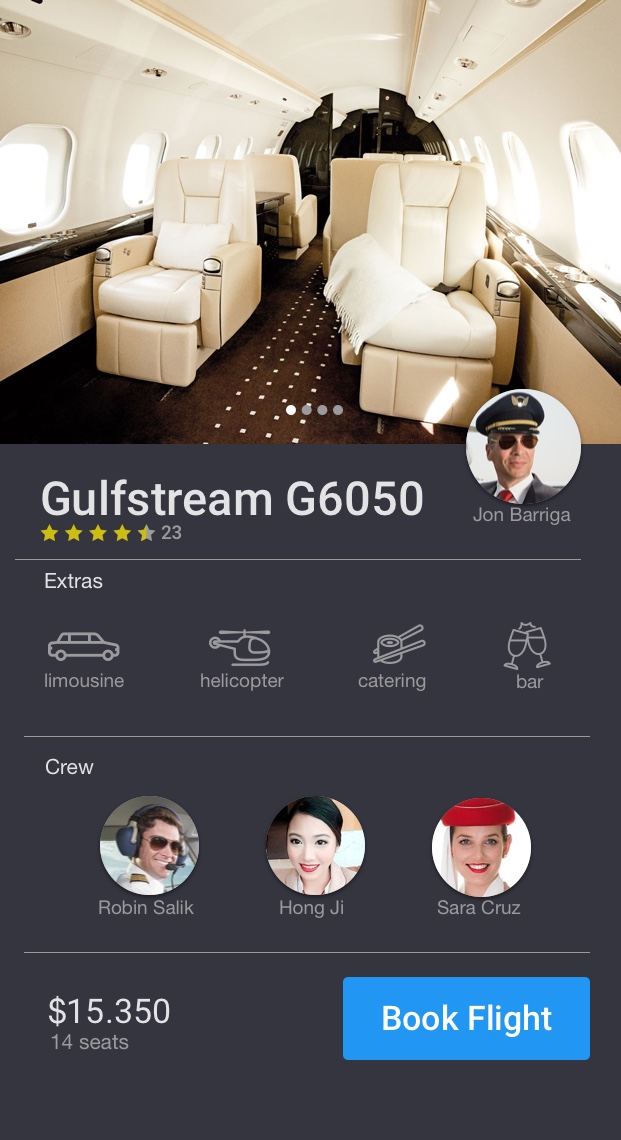 Gulfstream G6050
23
Jon Barriga
Extras
limousine
helicopter
catering
bar
Crew
Robin Salik
Hong Ji
Sara Cruz
$15.350
14 seats
Book Flight